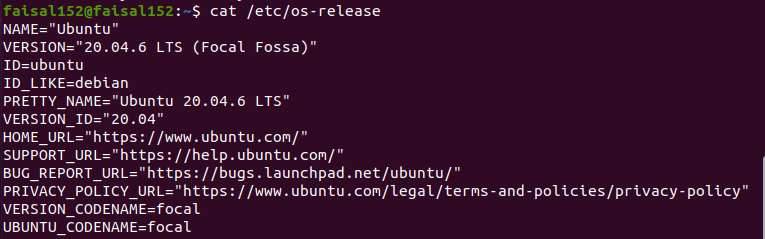 faisal152@faisal152:~$ cat /etc/os-release
NAME="Ubuntu"
VERSION="20.04.6 LTS (Focal Fossa)"
ID=ubuntu
ID_LIKE=debian
PRETTY_NAME="Ubuntu 20.04.6 LTS"
VERSION_ID="20.04"
HOME_URL="https://www.ubuntu.com/"
SUPPORT_URL="https://help.ubuntu.com/"
BUG_REPORT_URL="https://bugs.launchpad.net/ubuntu/"
PRIVACY_POLICY_URL="https://www.ubuntu.com/legal/terms-and-policies/privacy-policy"
VERSION_CODENAME=focal
UBUNTU_CODENAME=focal